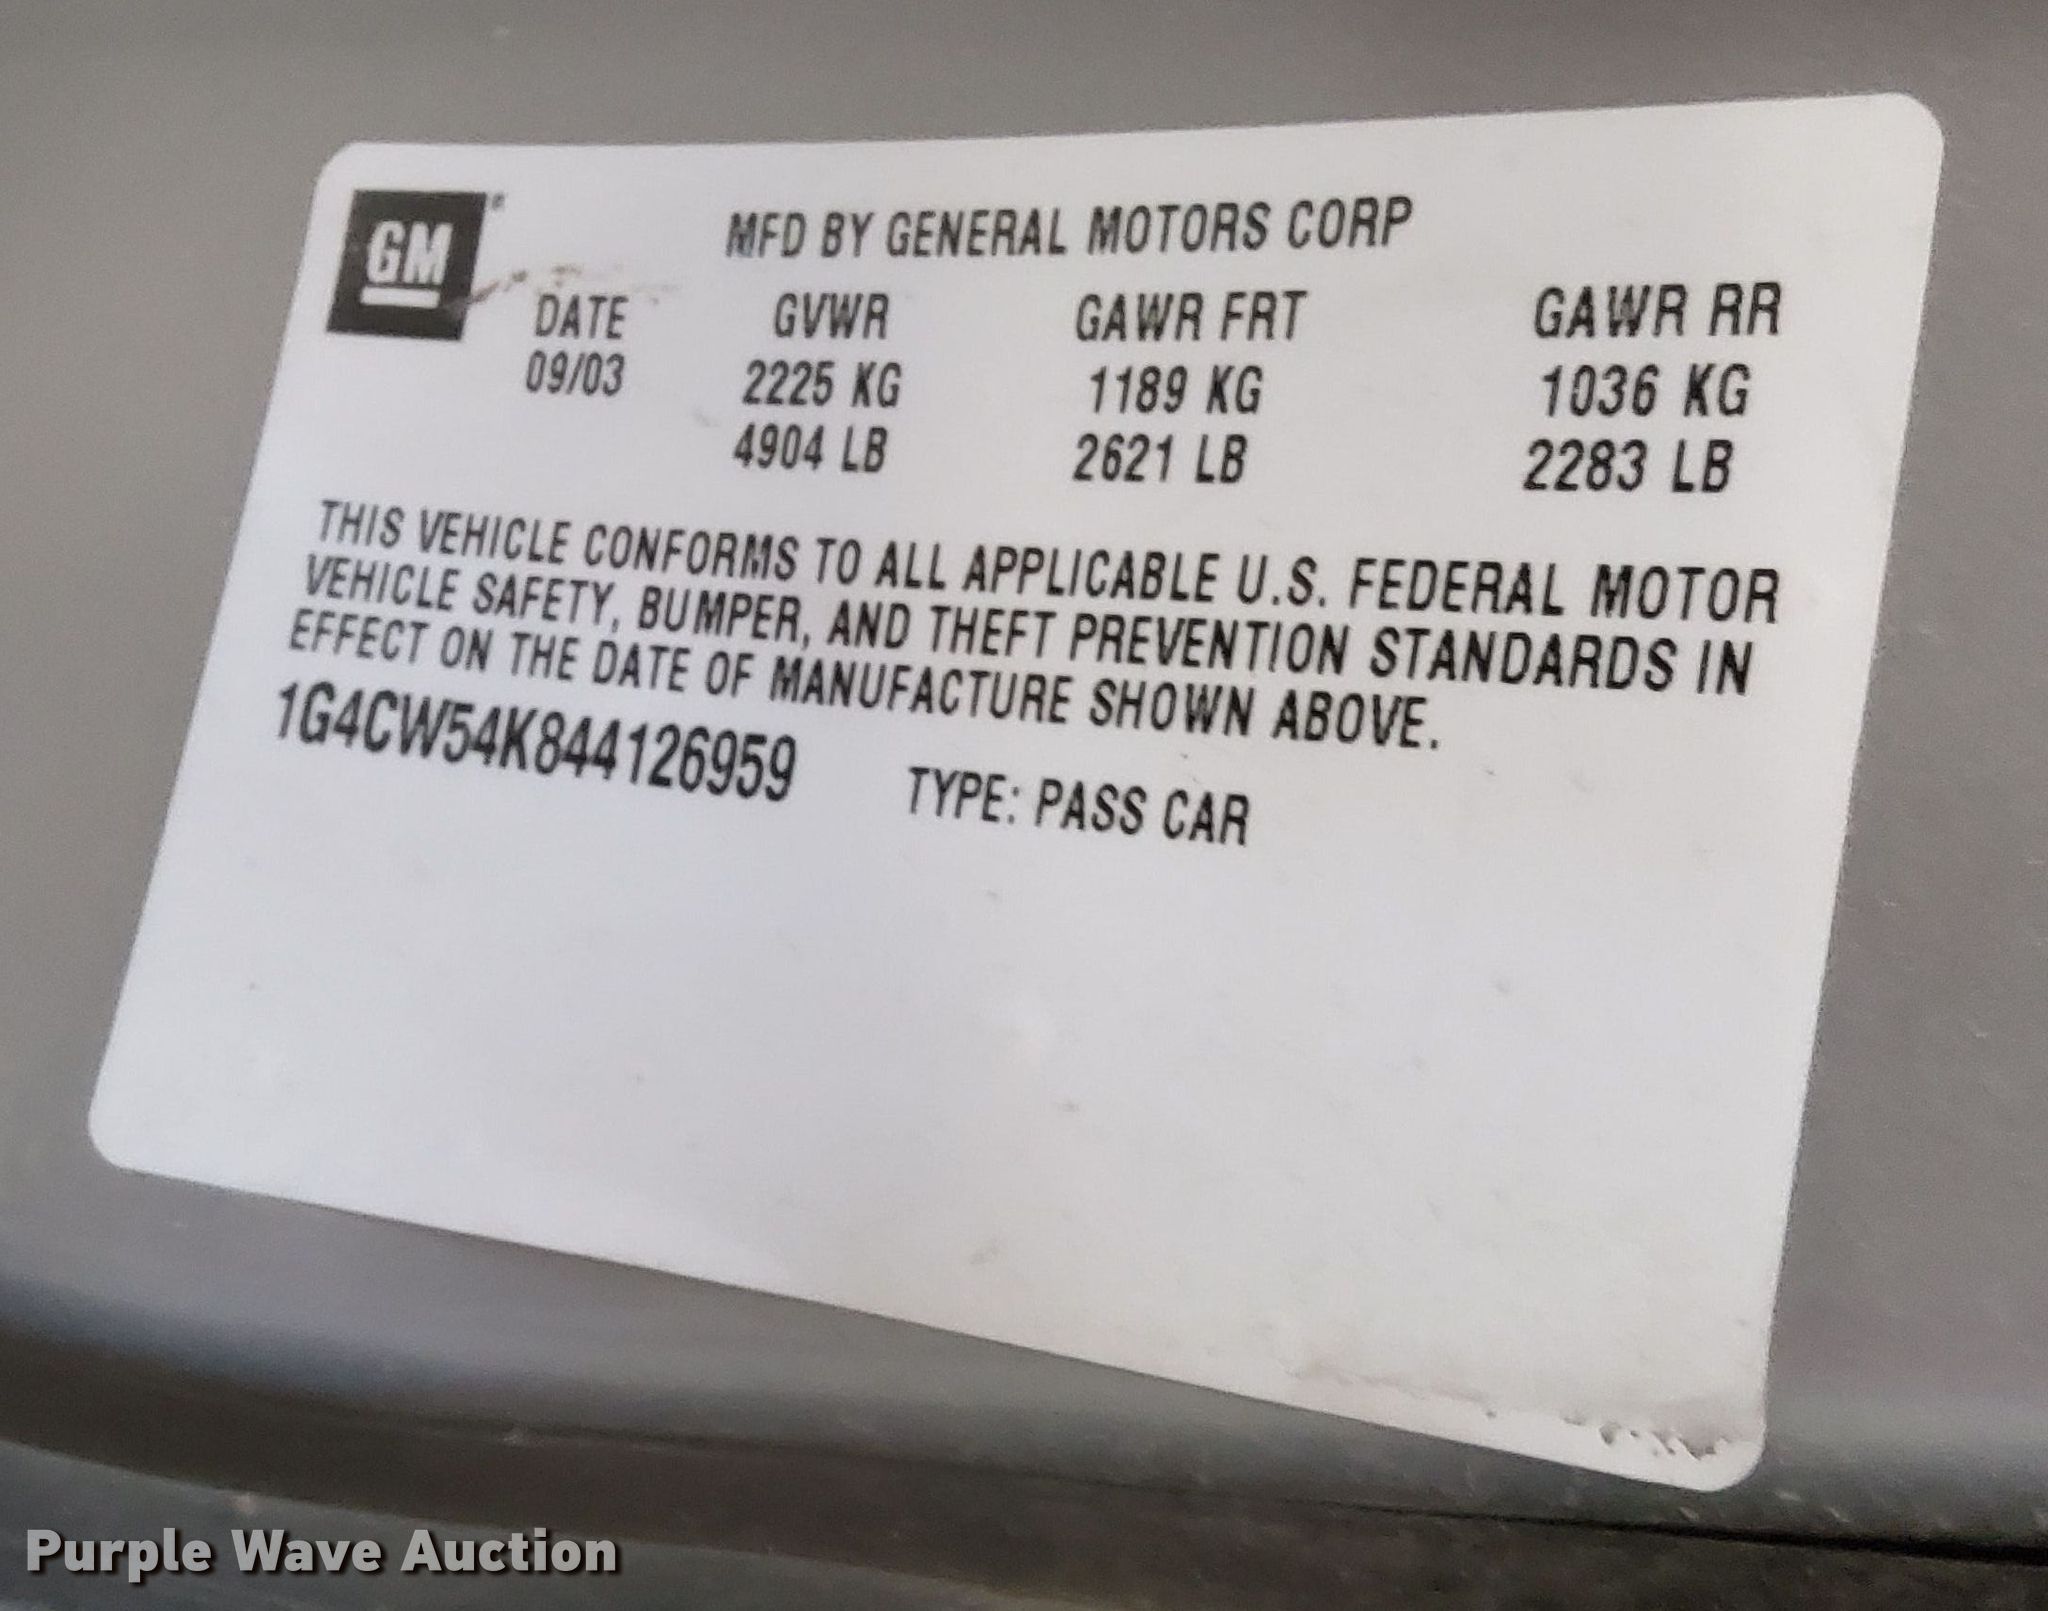 GM
MFD BY GENERAL MOTORS CORP
DATE GVWR GAWR FRT GAWR RR
09/03 2225 KG 1189 KG 1036 KG
4904 LB 2621 LB 2283 LB
THIS VEHICLE CONFORMS TO ALL APPLICABLE U.S. FEDERAL MOTOR
VEHICLE SAFETY, BUMPER, AND THEFT PREVENTION STANDARDS IN
EFFECT ON THE DATE OF MANUFACTURE SHOWN ABOVE.
1G4CW54K844126959 TYPE: PASS CAR
Purple Wave Auction